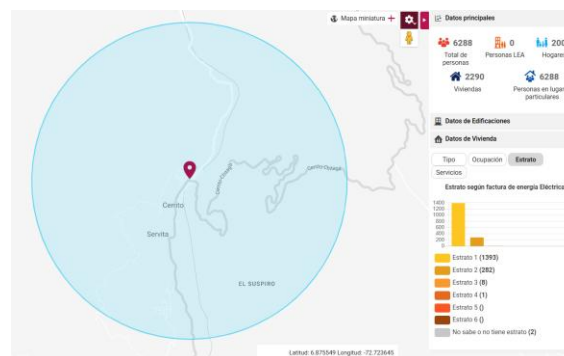 Mapa miniatura
Datos principales
6288
Total de personas
0
Personas LEA
200
Hogares
2290
Viviendas
6288
Personas en lugar
particulares
Datos de Edificaciones
Datos de Vivienda
Tipo
Ocupación
Estrato
Servicios
Estrato según factura de energía Eléctrica
1400
1200
1000
800
600
400
200
0
Estrato 1 (1393)
Estrato 2 (282)
Estrato 3 (8)
Estrato 4 (1)
Estrato 5 ()
Estrato 6 ()
No sabe o no tiene estrato (2)
Cerrito
Servita
EL SUSPIRO
Latitud: 6.875549 Longitud: -72.723645